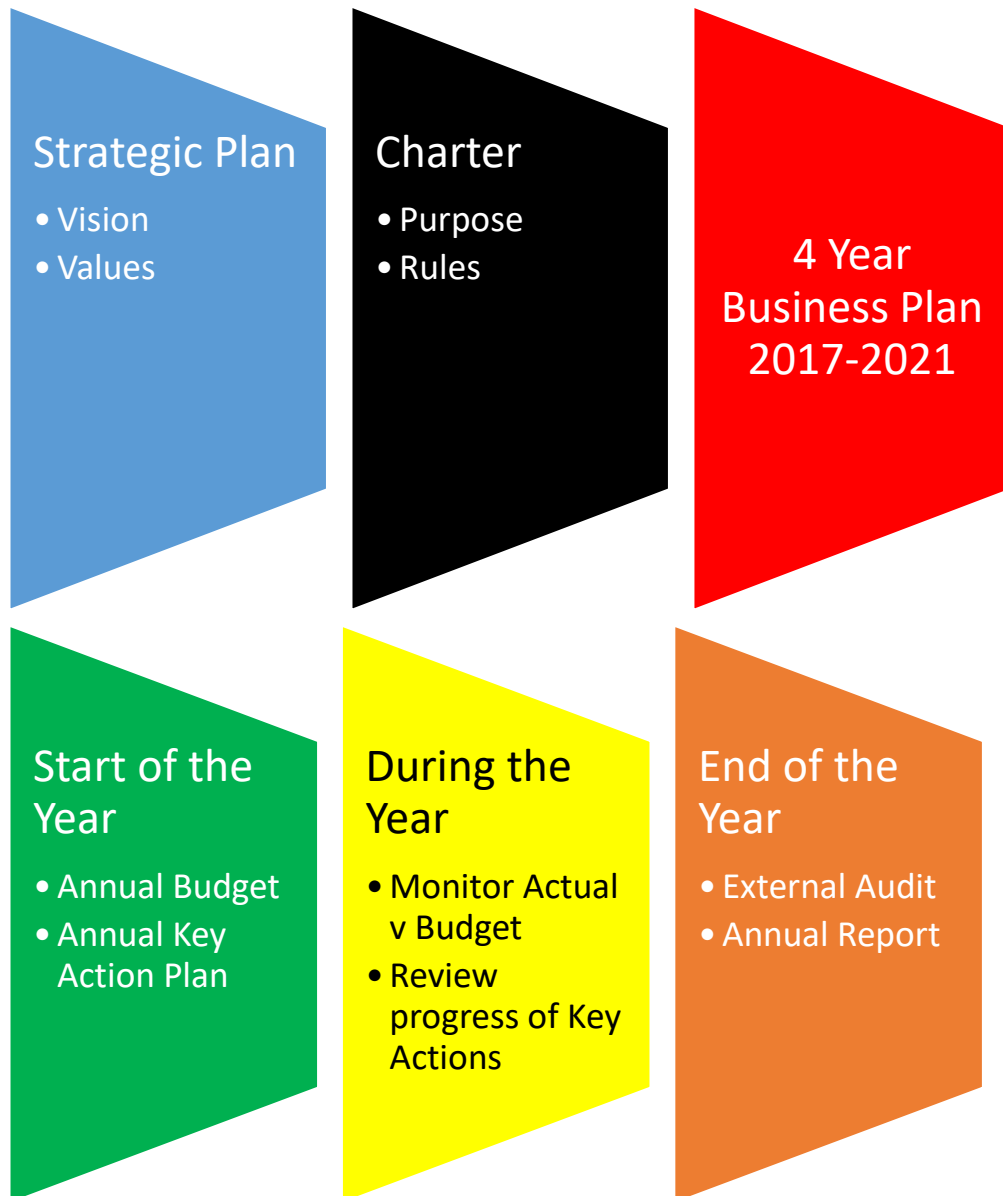 Strategic Plan
• Vision
• Values
Charter
• Purpose
• Rules
4 Year
Business Plan
2017-2021
Start of the
Year
• Annual Budget
• Annual Key
Action Plan
During the
Year
• Monitor Actual
v Budget
• Review
progress of Key
Actions
End of the
Year
• External Audit
• Annual Report